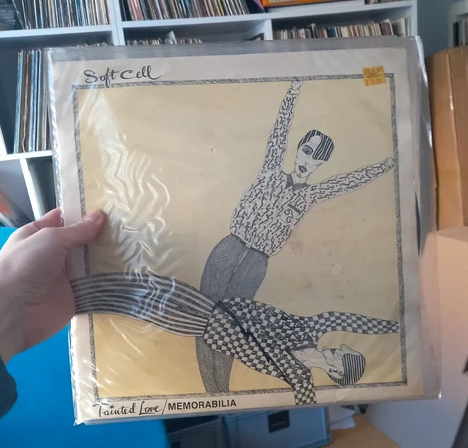 Soft Cell
Tainted Love/MEMORABILIA